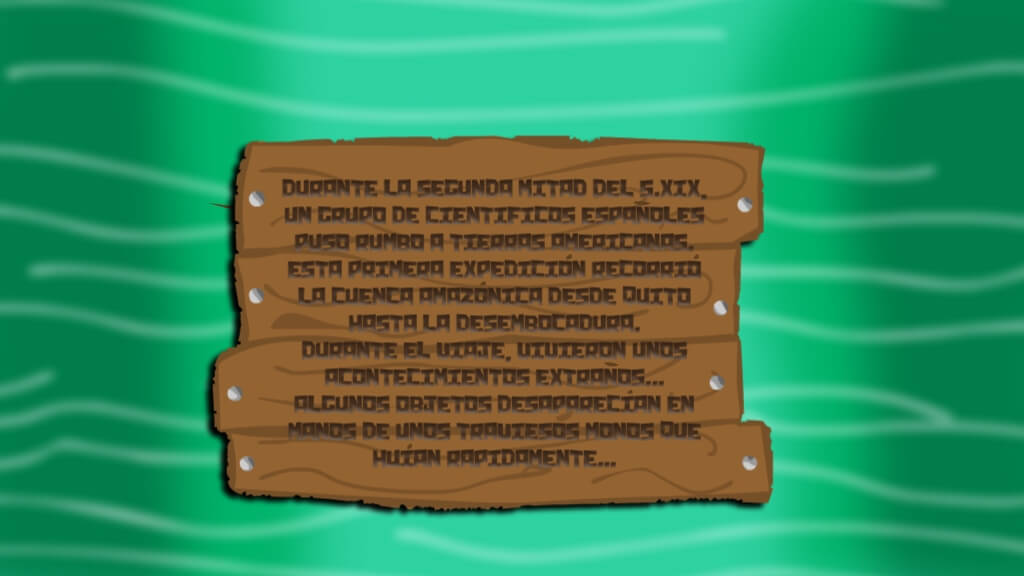 DURANTE LA SEGUNDA MITAD DEL S.XIX,
UN GRUPO DE CIENTIFICOS ESPAÑOLES
PUSO RUMBO A TIERRAS AMERICANAS.
ESTA PRIMERA EXPEDICIÓN RECORRIÓ
LA CUENCA AMAZÓNICA DESDE QUITO
HASTA LA DESEMBOCADURA.
DURANTE EL VIAJE, VIVIERON UNOS
ACONTECIMIENTOS EXTRAÑOS...
ALGUNOS OBJETOS DESAPARECÍAN EN
MANOS DE UNOS TRAVIESOS MONOS QUE
HUÍAN RAPIDAMENTE...